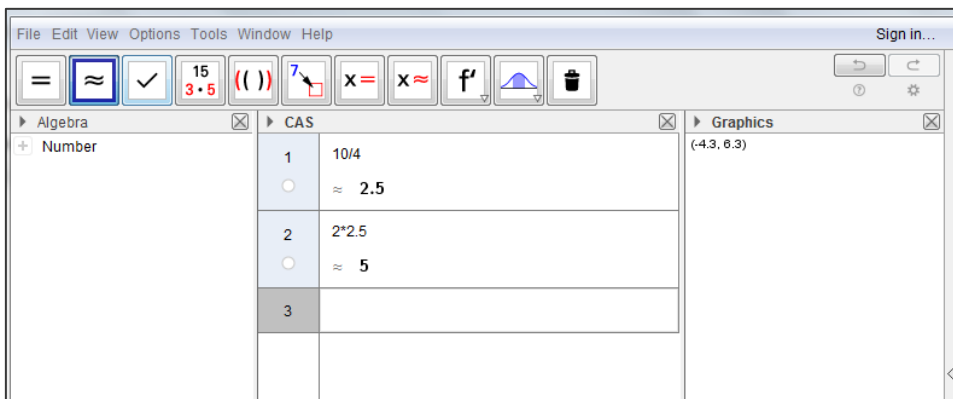 File Edit View Options Tools Window Help Sign in...
= ≈ ✓ 15 3·5 (( )) 7 x= x≈ f'
Algebra CAS Graphics
Number
(-4.3, 6.3)
1 10/4
≈ 2.5
2 2*2.5
≈ 5
3